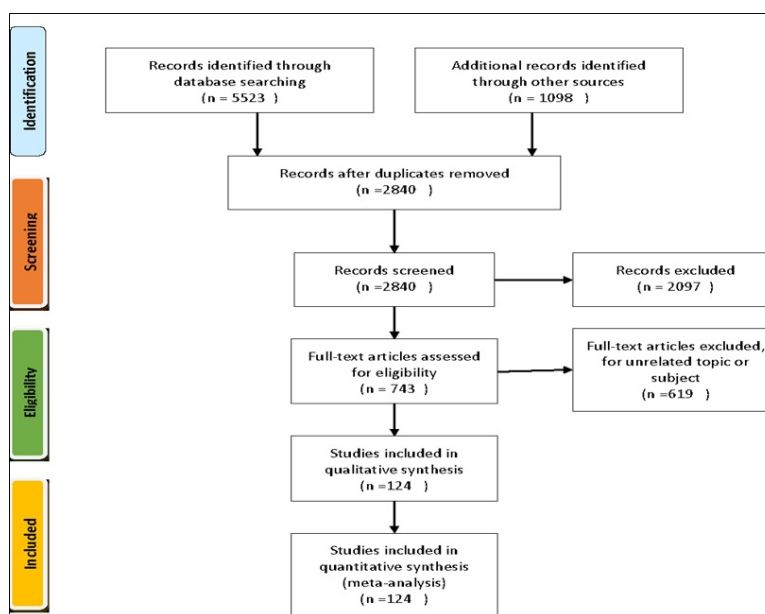 Identification
Records identified through
database searching
(n = 5523 )
Additional records identified
through other sources
(n = 1098 )
Records after duplicates removed
(n =2840 )
Screening
Records screened
(n =2840 )
Records excluded
(n = 2097 )
Eligibility
Full-text articles assessed
for eligibility
(n = 743 )
Full-text articles excluded,
for unrelated topic or
subject
(n =619 )
Studies included in
qualitative synthesis
(n =124 )
Included
Studies included in
quantitative synthesis
(meta-analysis)
(n =124 )